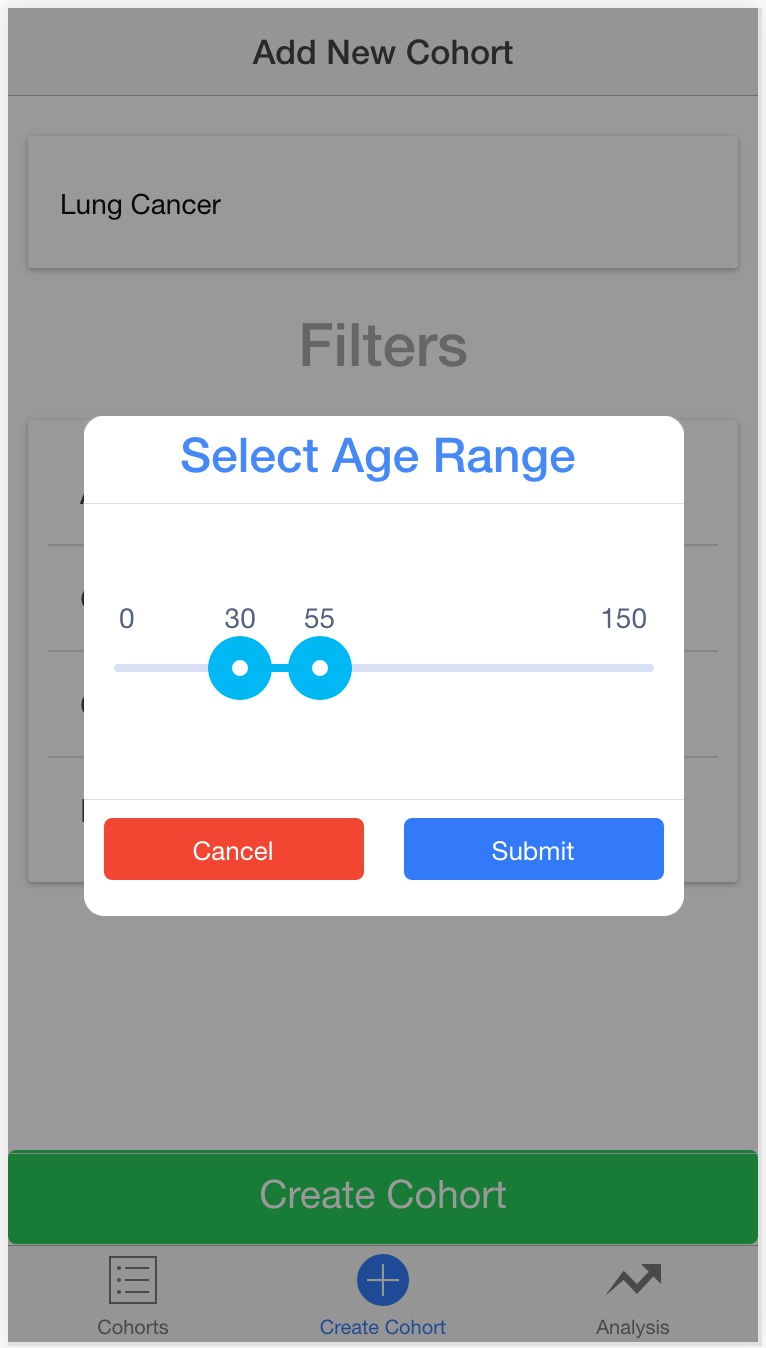 Add New Cohort
Lung Cancer
Filters
Select Age Range
0 30 55 150
Cancel Submit
Create Cohort
Cohorts Create Cohort Analysis